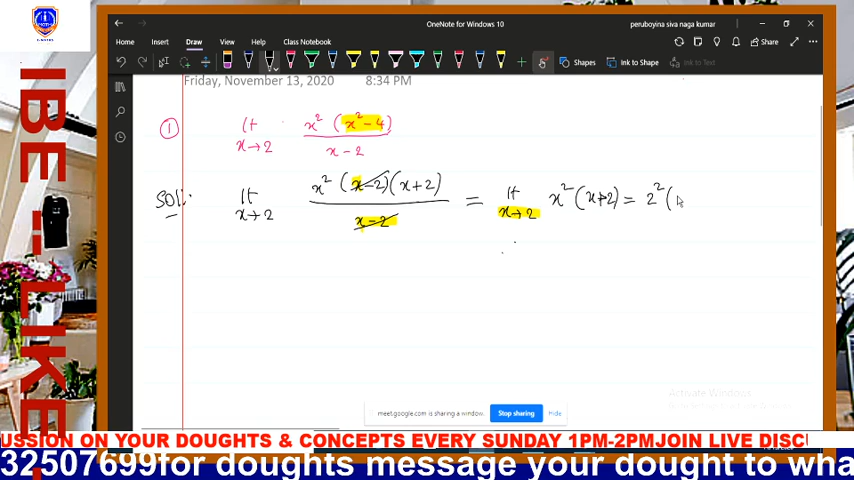 OneNote for Windows 10
peruboyina siva naga kumar
Home Insert Draw View Help Class Notebook
Share
Shapes Ink to Shape Ink to Text
Friday, November 13, 2020 8:34 PM
① lt x→2 x²(x²-4) / x-2
Sol: lt x→2 x²(x-2)(x+2) / x-2 = lt x→2 x²(x+2) = 2²(
Activate Windows
meet.google.com is sharing a window. Stop sharing Hide
IBE -- LIKE
USSION ON YOUR DOUGHTS & CONCEPTS EVERY SUNDAY 1PM-2PMJOIN LIVE DISCU
32507699for doughts message your dought to wha